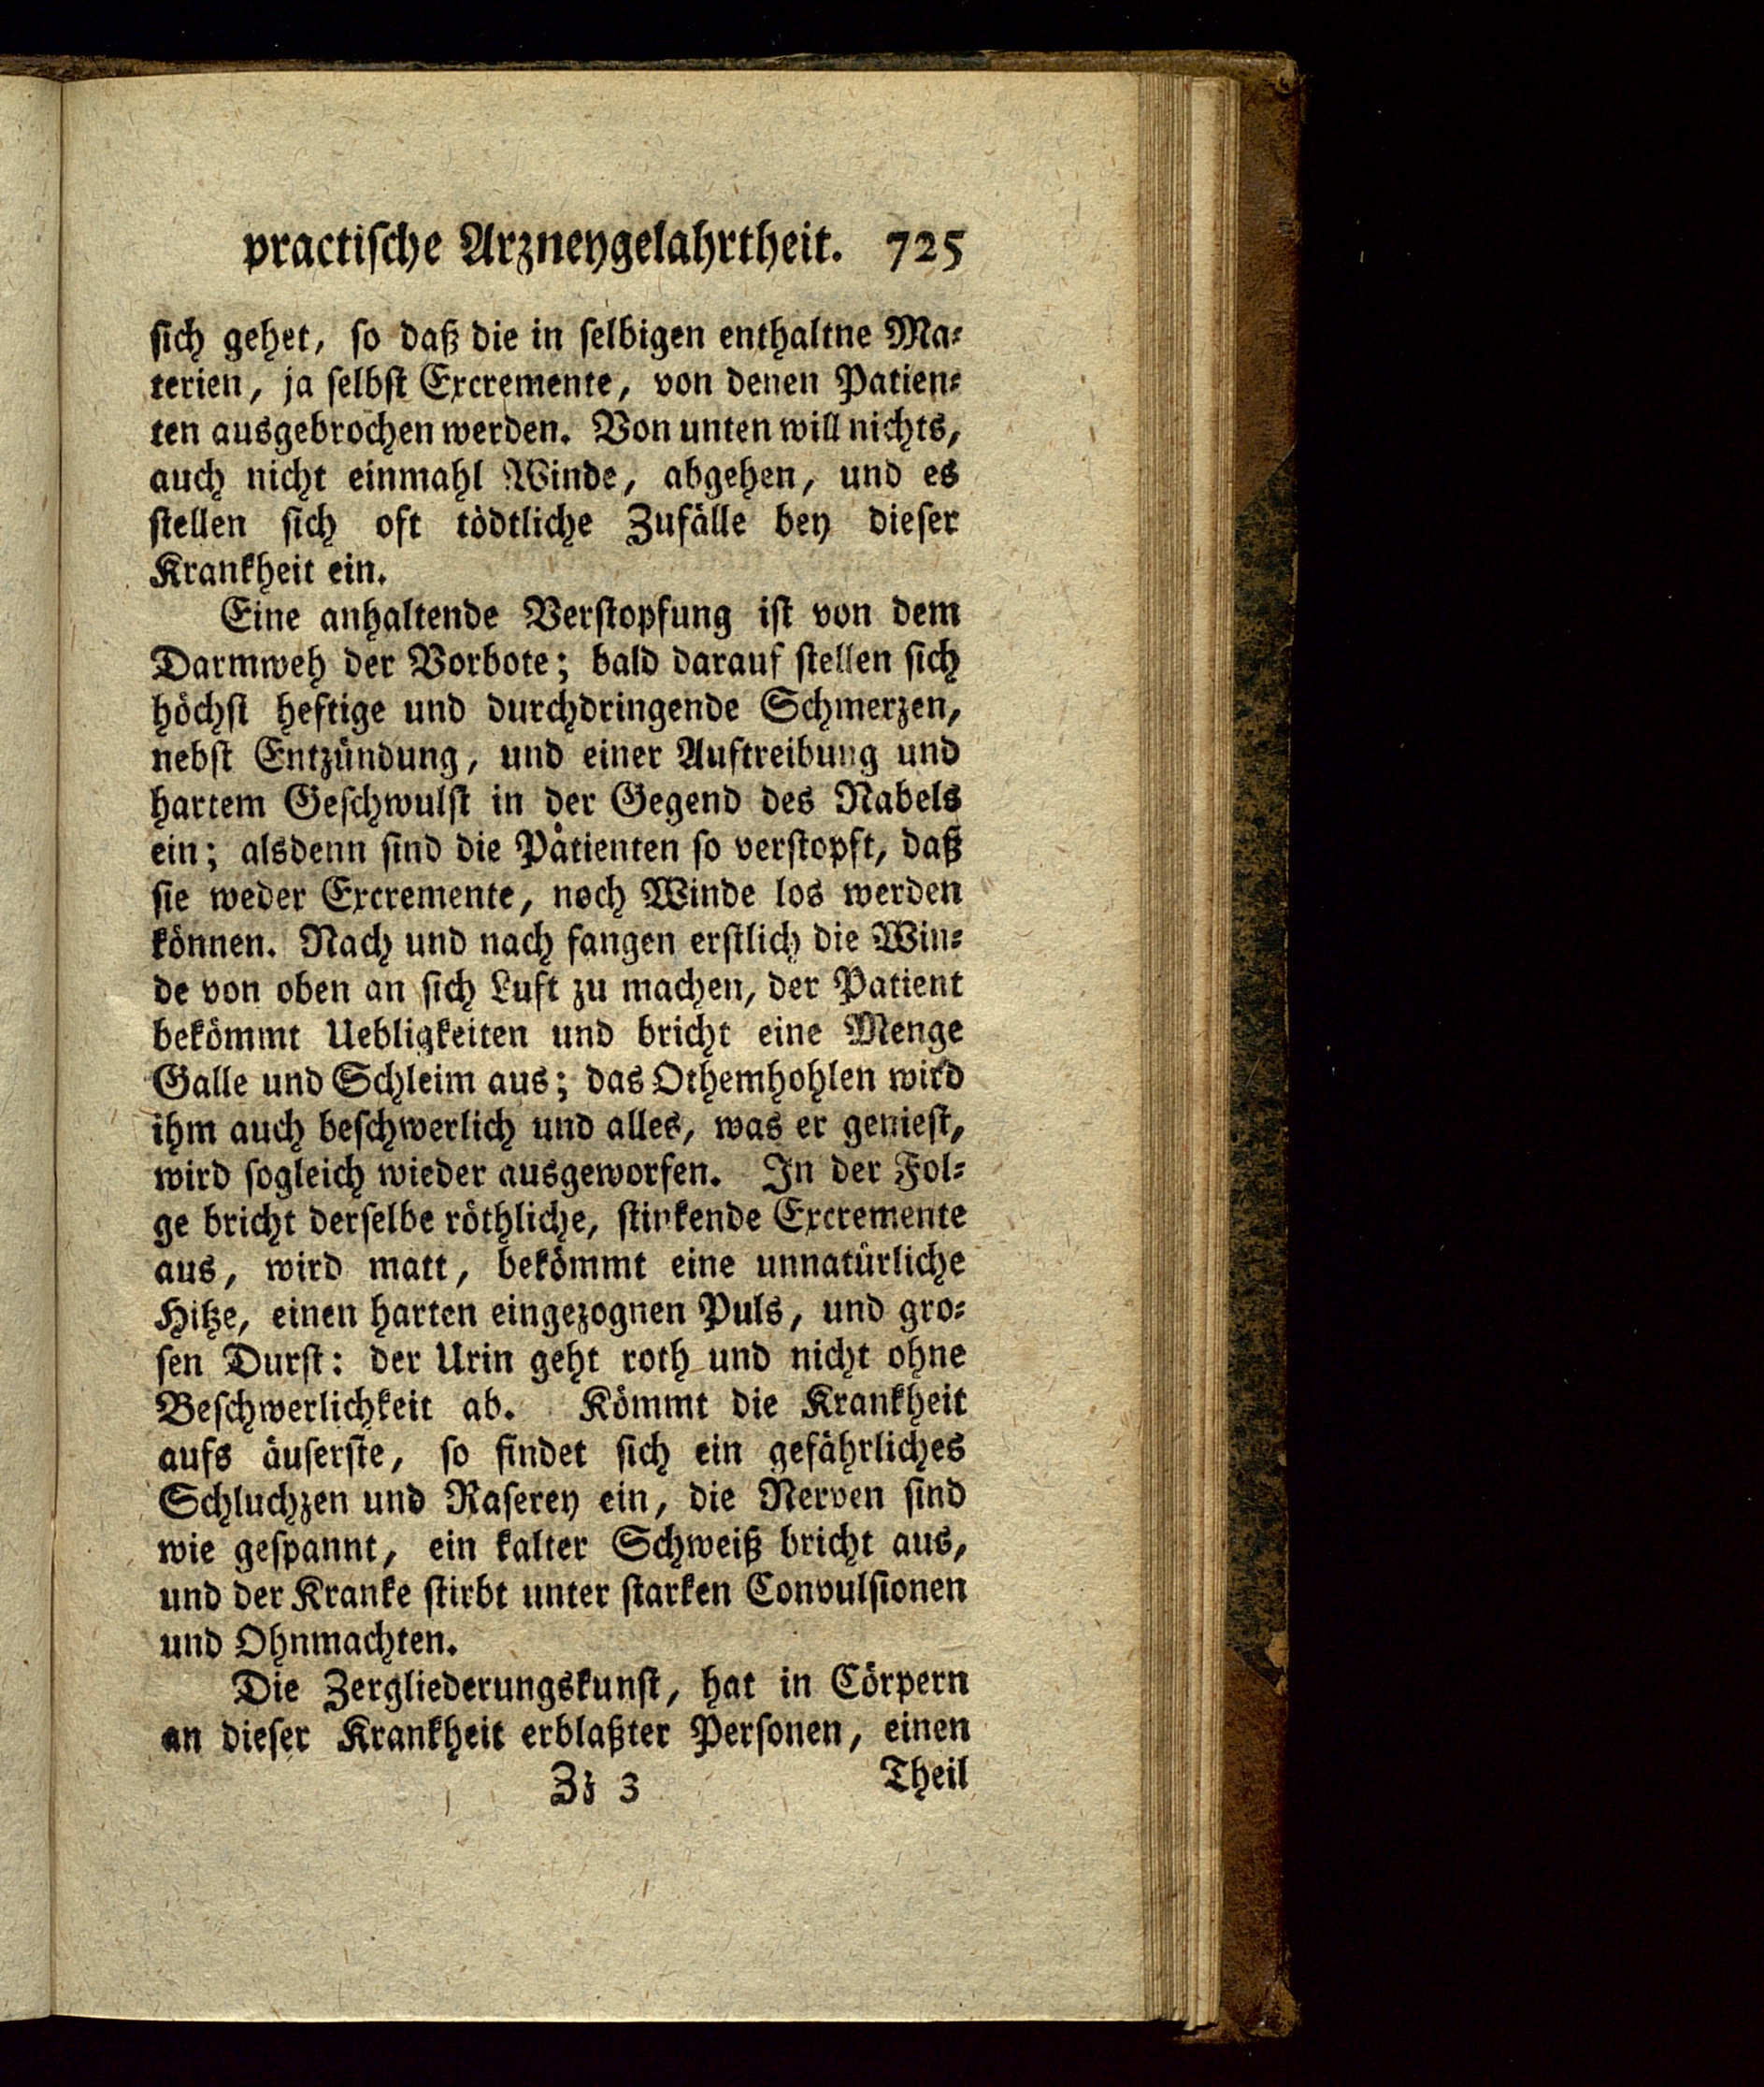 practische Arzneygelahrtheit. 725
sich gehet, so daß die in selbigen enthaltne Ma-
terien, ja selbst Excremente, von denen Patien-
ten ausgebrochen werden. Von unten will nichts,
auch nicht einmahl Winde, abgehen, und es
stellen sich oft tödtliche Zufälle bey dieser
Krankheit ein.
Eine anhaltende Verstopfung ist von dem
Darmweh der Vorbote; bald darauf stellen sich
höchst heftige und durchdringende Schmerzen,
nebst Entzündung, und einer Auftreibung und
hartem Geschwulst in der Gegend des Nabels
ein; alsdenn sind die Patienten so verstopft, daß
sie weder Excremente, noch Winde los werden
können. Nach und nach fangen erstlich die Win-
de von oben an sich Luft zu machen, der Patient
bekömmt Uebligkeiten und bricht eine Menge
Galle und Schleim aus; das Othemhohlen wird
ihm auch beschwerlich und alles, was er geniest,
wird sogleich wieder ausgeworfen. In der Fol-
ge bricht derselbe röthliche, stinkende Excremente
aus, wird matt, bekömmt eine unnatürliche
Hitze, einen harten eingezognen Puls, und gro-
sen Durst: der Urin geht roth und nicht ohne
Beschwerlichkeit ab. Kömmt die Krankheit
aufs äuserste, so findet sich ein gefährliches
Schluchzen und Raserey ein, die Nerven sind
wie gespannt, ein kalter Schweiß bricht aus,
und der Kranke stirbt unter starken Convulsionen
und Ohnmachten.
Die Zergliederungskunst, hat in Cörpern
an dieser Krankheit erblaßter Personen, einen
Zz 3 Theil